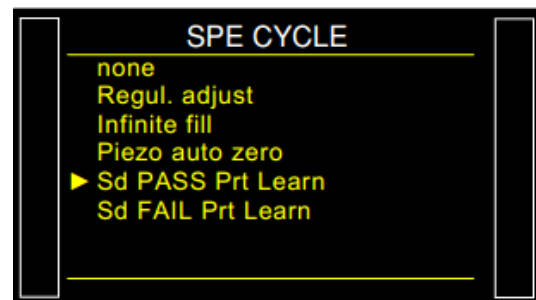 SPE CYCLE
none
Regul. adjust
Infinite fill
Piezo auto zero
Sd PASS Prt Learn
Sd FAIL Prt Learn